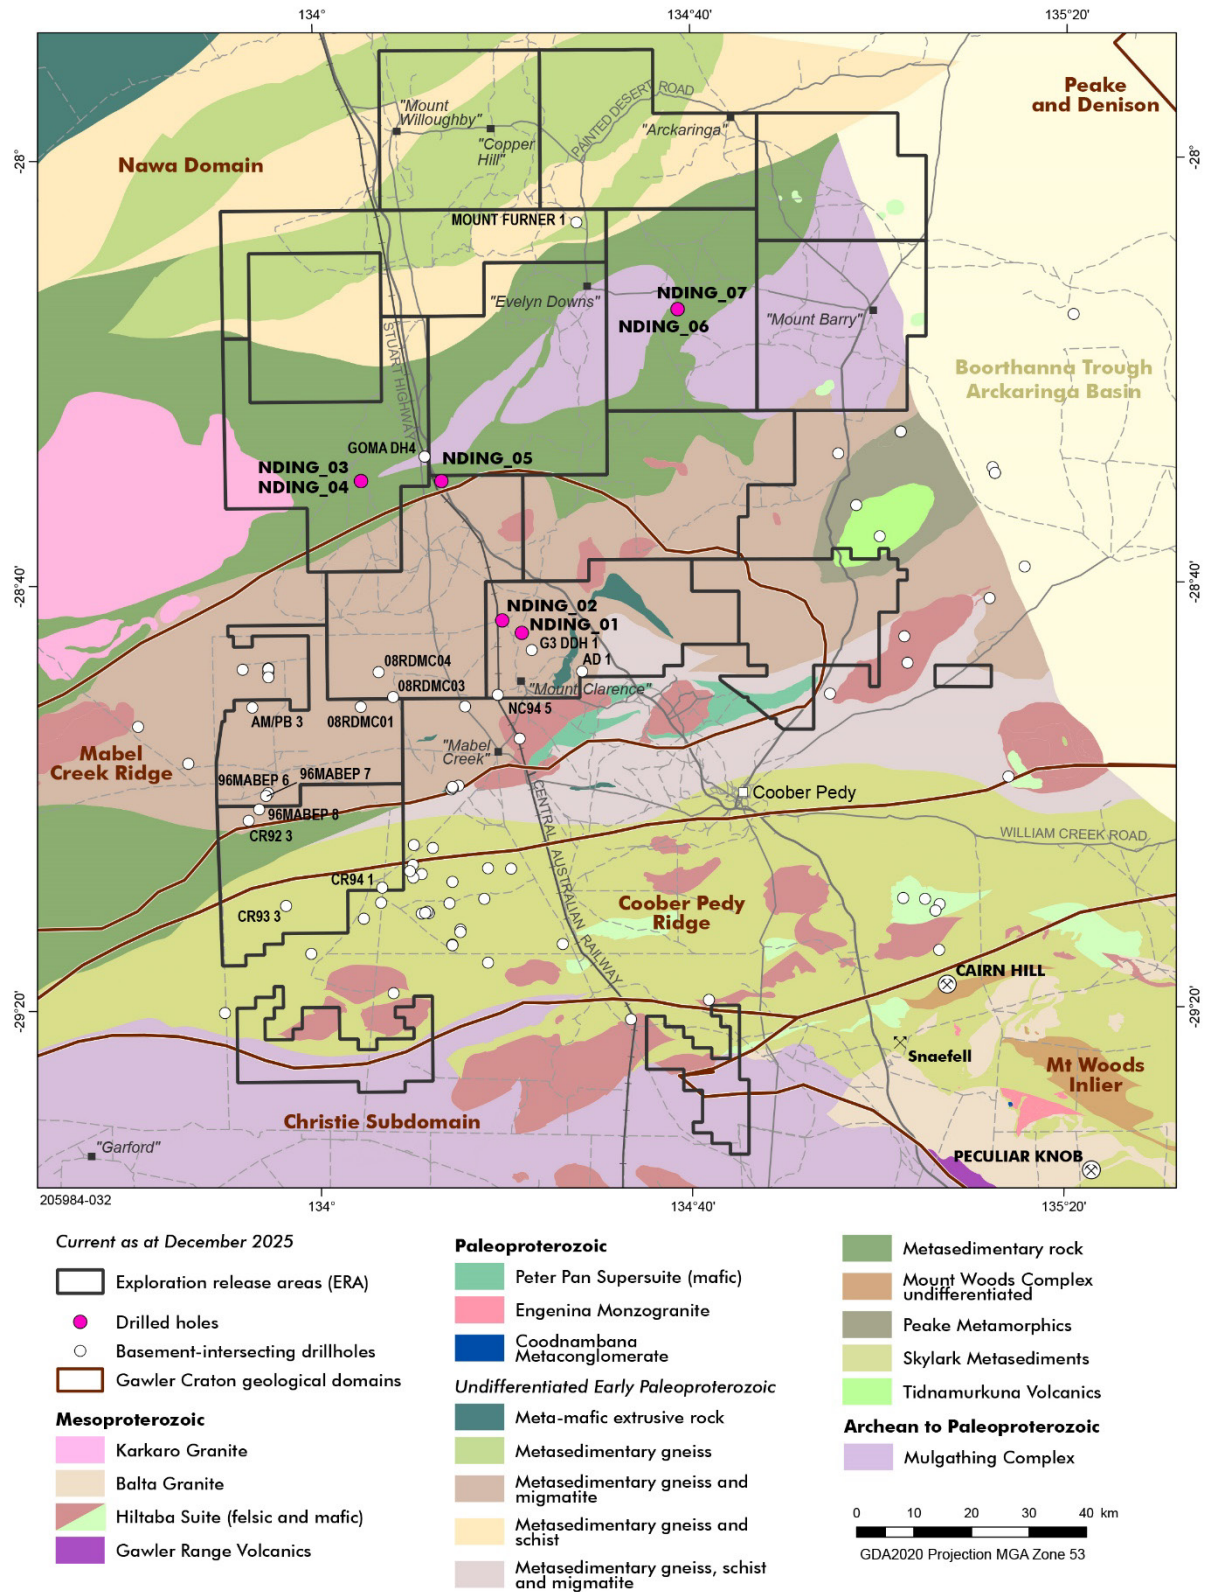 134°
134°40'
135°20'
Peake
and Denison
"Mount
Willoughby"
"Copper
Hill"
PAINTED DESERT ROAD
"Arckaringa"
-28°
Nawa Domain
-28°
MOUNT FURNER 1
"Evelyn Downs"
NDING_07
NDING_06
"Mount Barry"
STUART HIGHWAY
Boorthanna Trough
Arckaringa Basin
GOMA DH4
NDING_03
NDING_04
NDING_05
-28°40'
-28°40'
NDING_02
NDING_01
G3 DDH 1
AD 1
08RDMC04
08RDMC03
"Mount Clarence"
AM/PB 3
08RDMC01
NC94 5
Mabel
Creek Ridge
"Mabel
Creek"
96MABEP 6
96MABEP 7
96MABEP 8
CR92 3
Coober Pedy
WILLIAM CREEK ROAD
CENTRAL AUSTRALIAN RAILWAY
CR94 1
CR93 3
Coober Pedy
Ridge
CAIRN HILL
-29°20'
-29°20'
Snaefell
Mt Woods
Inlier
Christie Subdomain
"Garford"
PECULIAR KNOB
205984-032
134°
134°40'
135°20'
Current as at December 2025
Exploration release areas (ERA)
Drilled holes
Basement-intersecting drillholes
Gawler Craton geological domains
Mesoproterozoic
Karkaro Granite
Balta Granite
Hiltaba Suite (felsic and mafic)
Gawler Range Volcanics
Paleoproterozoic
Peter Pan Supersuite (mafic)
Engenina Monzogranite
Coodnambana
Metaconglomerate
Undifferentiated Early Paleoproterozoic
Meta-mafic extrusive rock
Metasedimentary gneiss
Metasedimentary gneiss and
migmatite
Metasedimentary gneiss and
schist
Metasedimentary gneiss, schist
and migmatite
Metasedimentary rock
Mount Woods Complex
undifferentiated
Peake Metamorphics
Skylark Metasediments
Tidnamurkuna Volcanics
Archean to Paleoproterozoic
Mulgathing Complex
0 10 20 30 40 km
GDA2020 Projection MGA Zone 53